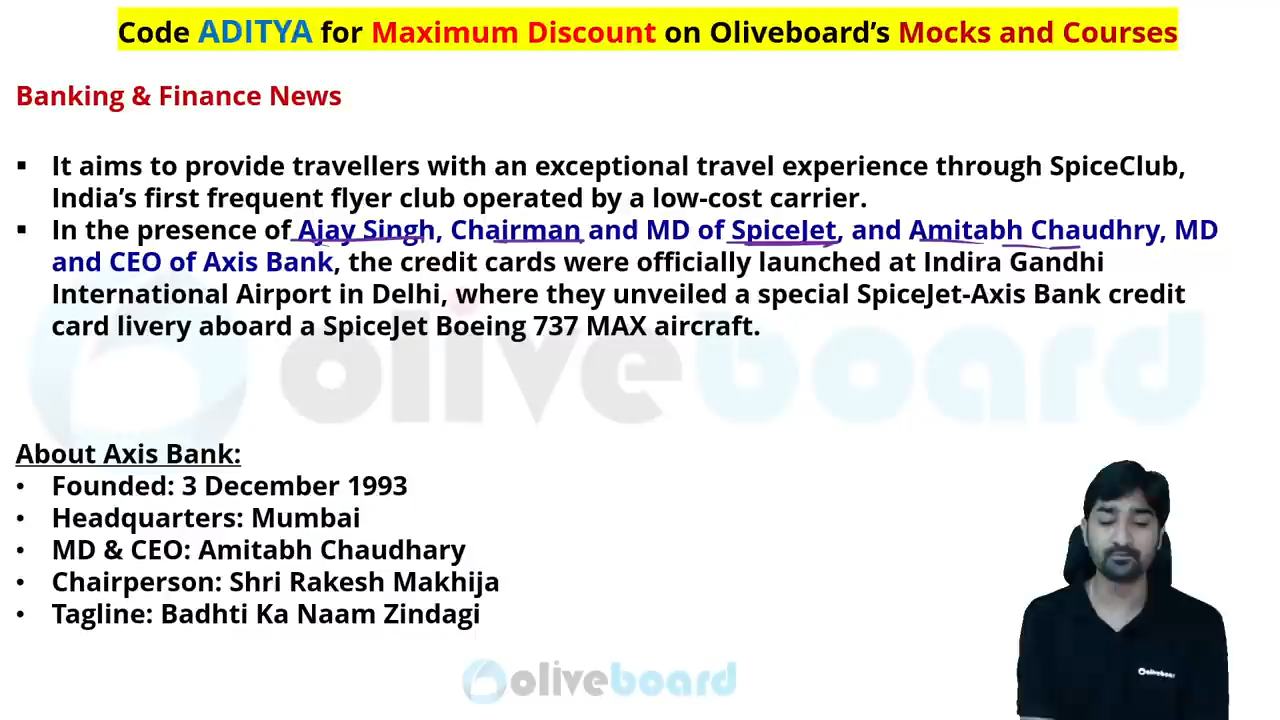 Code ADITYA for Maximum Discount on Oliveboard’s Mocks and Courses
Banking & Finance News
▪ It aims to provide travellers with an exceptional travel experience through SpiceClub,
India’s first frequent flyer club operated by a low-cost carrier.
▪ In the presence of Ajay Singh, Chairman and MD of SpiceJet, and Amitabh Chaudhry, MD
and CEO of Axis Bank, the credit cards were officially launched at Indira Gandhi
International Airport in Delhi, where they unveiled a special SpiceJet-Axis Bank credit
card livery aboard a SpiceJet Boeing 737 MAX aircraft.
oliveboard
About Axis Bank:
• Founded: 3 December 1993
• Headquarters: Mumbai
• MD & CEO: Amitabh Chaudhary
• Chairperson: Shri Rakesh Makhija
• Tagline: Badhti Ka Naam Zindagi
oliveboard
oliveboard